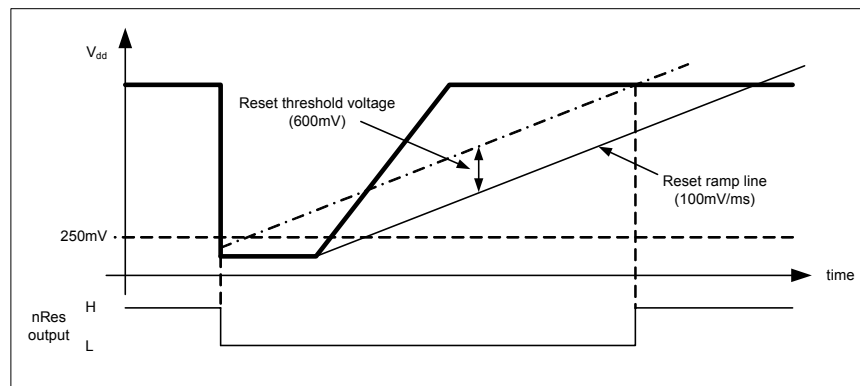 V_dd
Reset threshold voltage
(600mV)
Reset ramp line
(100mV/ms)
250mV
time
H
nRes
output
L